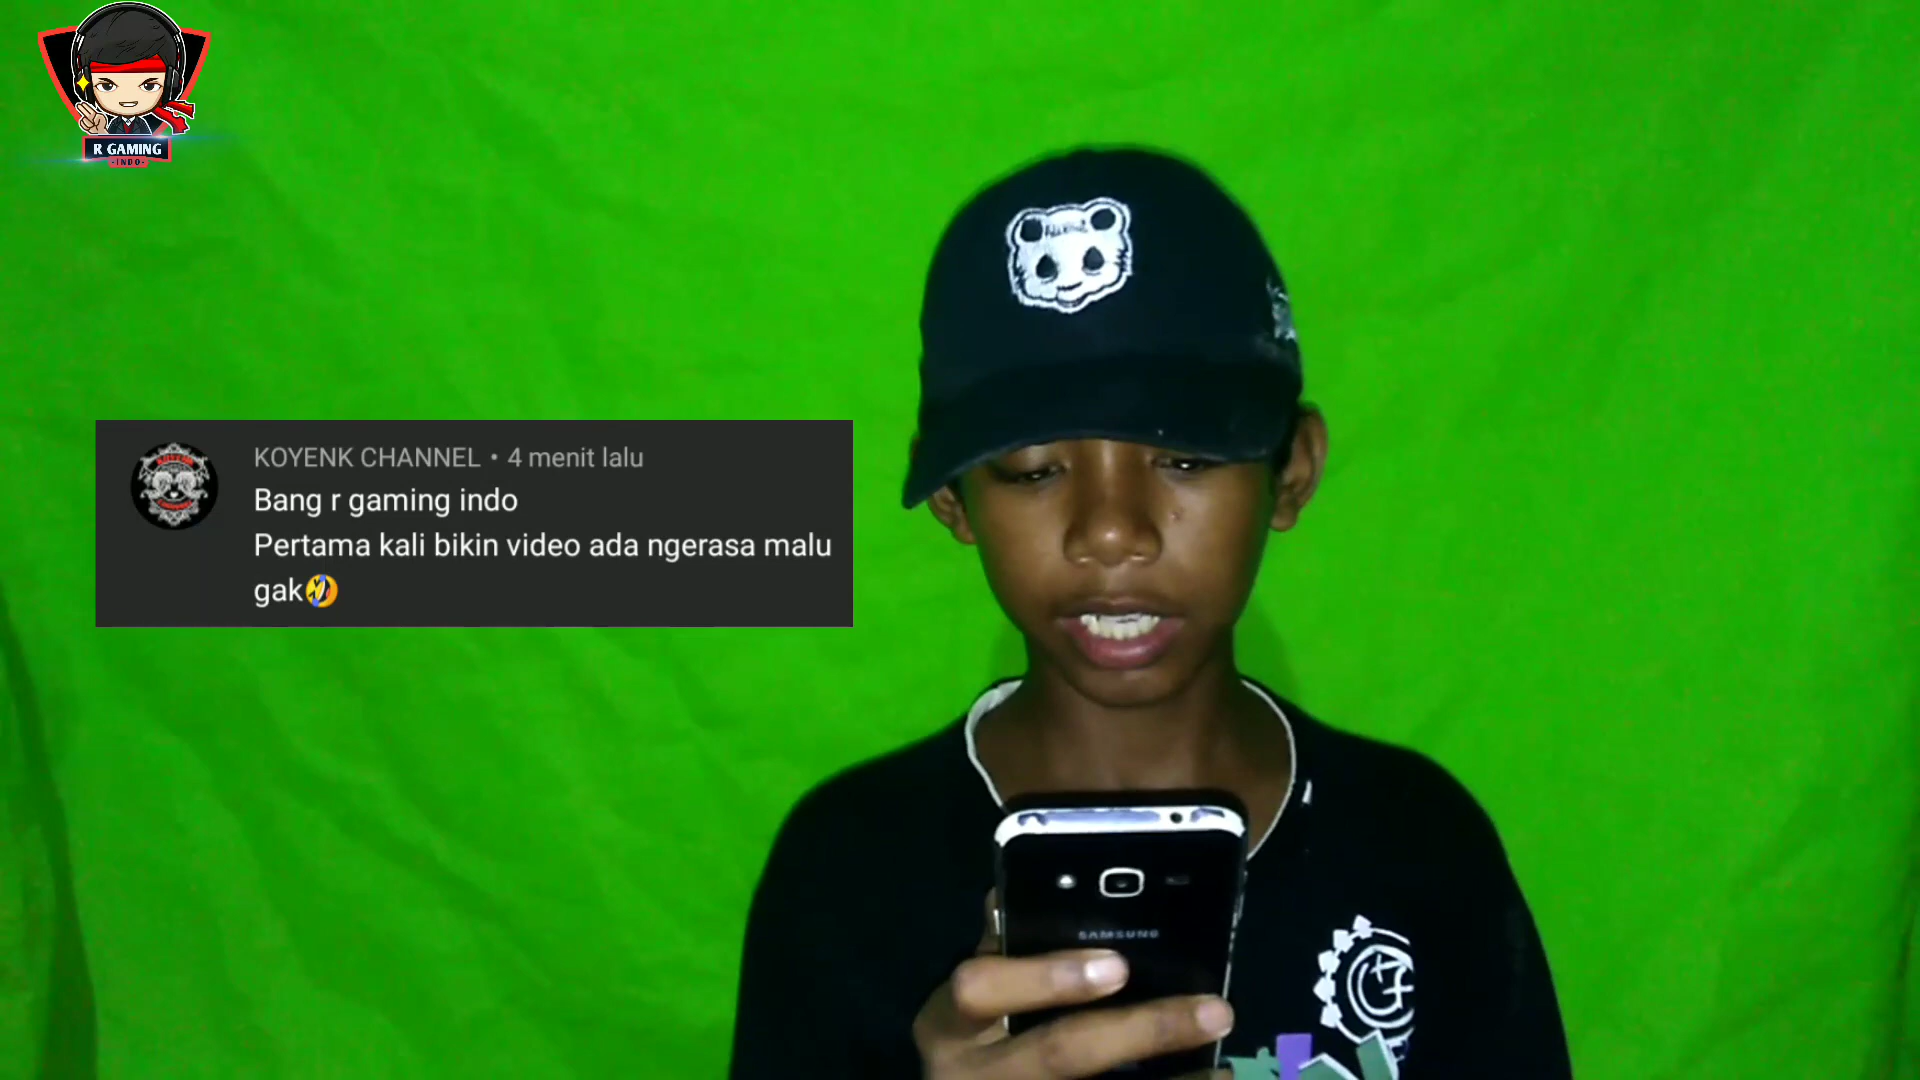 R GAMING
-INDO-
KOYENK CHANNEL • 4 menit lalu
Bang r gaming indo
Pertama kali bikin video ada ngerasa malu
gak🤣
SAMSUNG